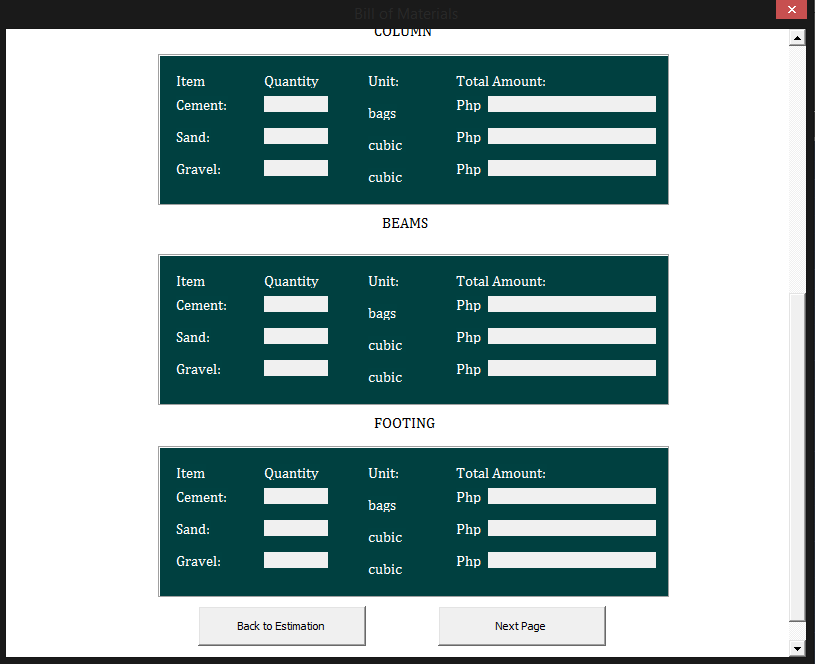 Bill of Materials
COLUMN
Item Quantity Unit: Total Amount:
Cement: bags Php
Sand: cubic Php
Gravel: cubic Php
BEAMS
Item Quantity Unit: Total Amount:
Cement: bags Php
Sand: cubic Php
Gravel: cubic Php
FOOTING
Item Quantity Unit: Total Amount:
Cement: bags Php
Sand: cubic Php
Gravel: cubic Php
Back to Estimation Next Page